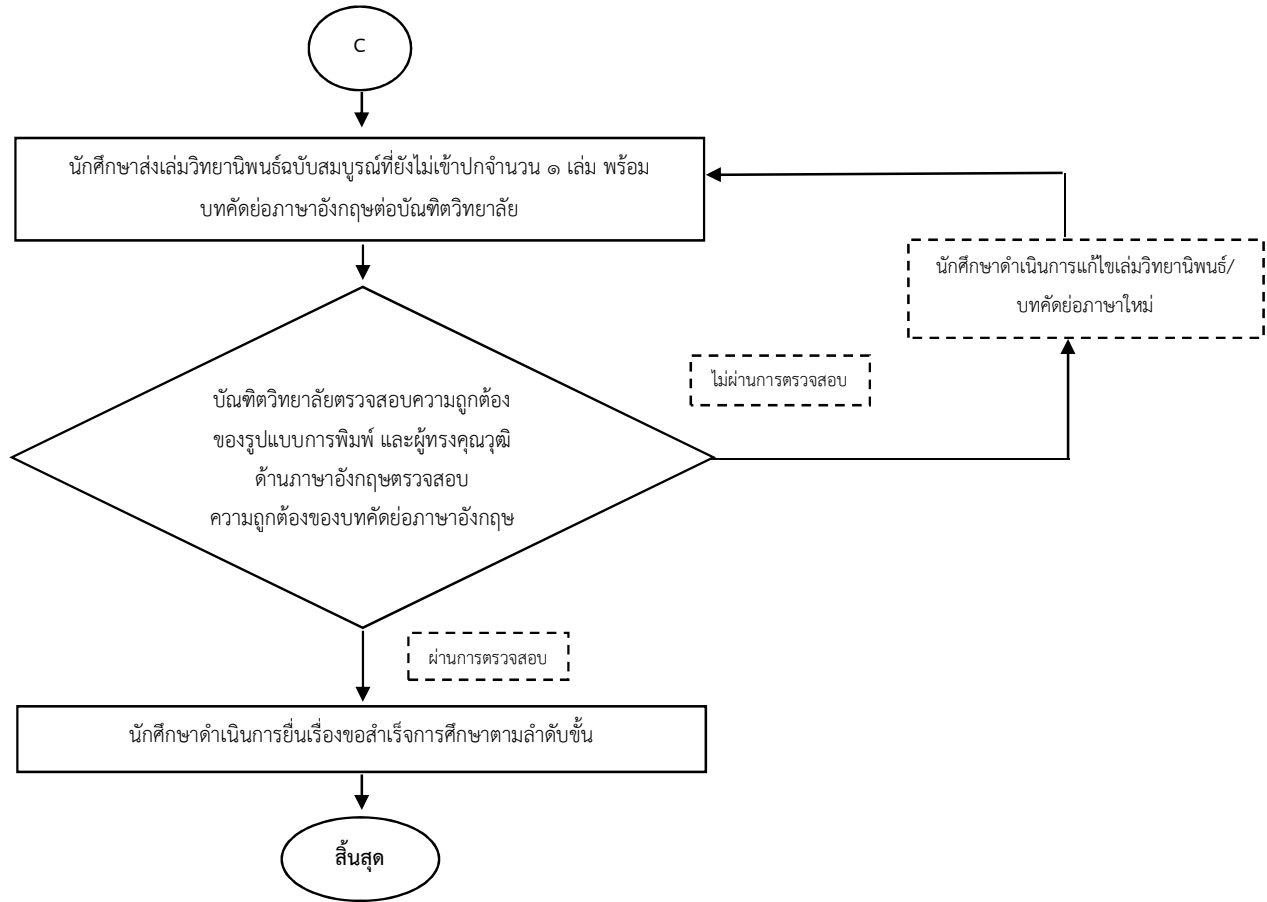 C
นักศึกษาส่งเล่มวิทยานิพนธ์ฉบับสมบูรณ์ที่ยังไม่เข้าปกจำนวน ๑ เล่ม พร้อม
บทคัดย่อภาษาอังกฤษต่อบัณฑิตวิทยาลัย
นักศึกษาดำเนินการแก้ไขเล่มวิทยานิพนธ์/
บทคัดย่อภาษาใหม่
ไม่ผ่านการตรวจสอบ
บัณฑิตวิทยาลัยตรวจสอบความถูกต้อง
ของรูปแบบการพิมพ์ และผู้ทรงคุณวุฒิ
ด้านภาษาอังกฤษตรวจสอบ
ความถูกต้องของบทคัดย่อภาษาอังกฤษ
ผ่านการตรวจสอบ
นักศึกษาดำเนินการยื่นเรื่องขอสำเร็จการศึกษาตามลำดับขั้น
สิ้นสุด